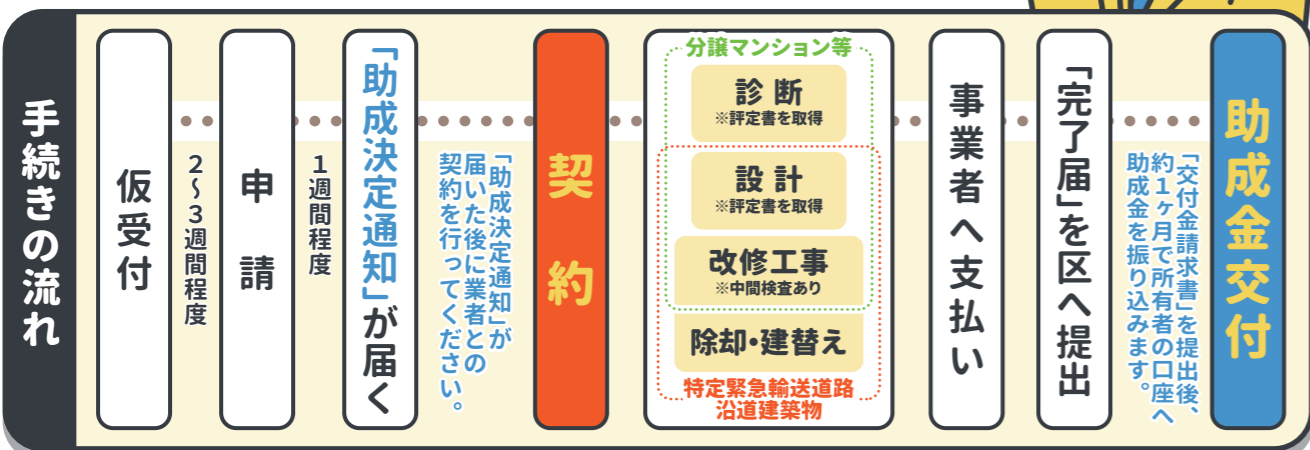 手続きの流れ
仮受付
2〜3週間程度
申請
1週間程度
「助成決定通知」が届く
「助成決定通知」が
届いた後に業者との
契約を行ってください。
契約
分譲マンション等
診断
※評定書を取得
設計
※評定書を取得
改修工事
※中間検査あり
除却・建替え
特定緊急輸送道路
沿道建築物
事業者へ支払い
「完了届」を区へ提出
「交付金請求書」を提出後、
約1ヶ月で所有者の口座へ
助成金を振り込みます。
助成金交付